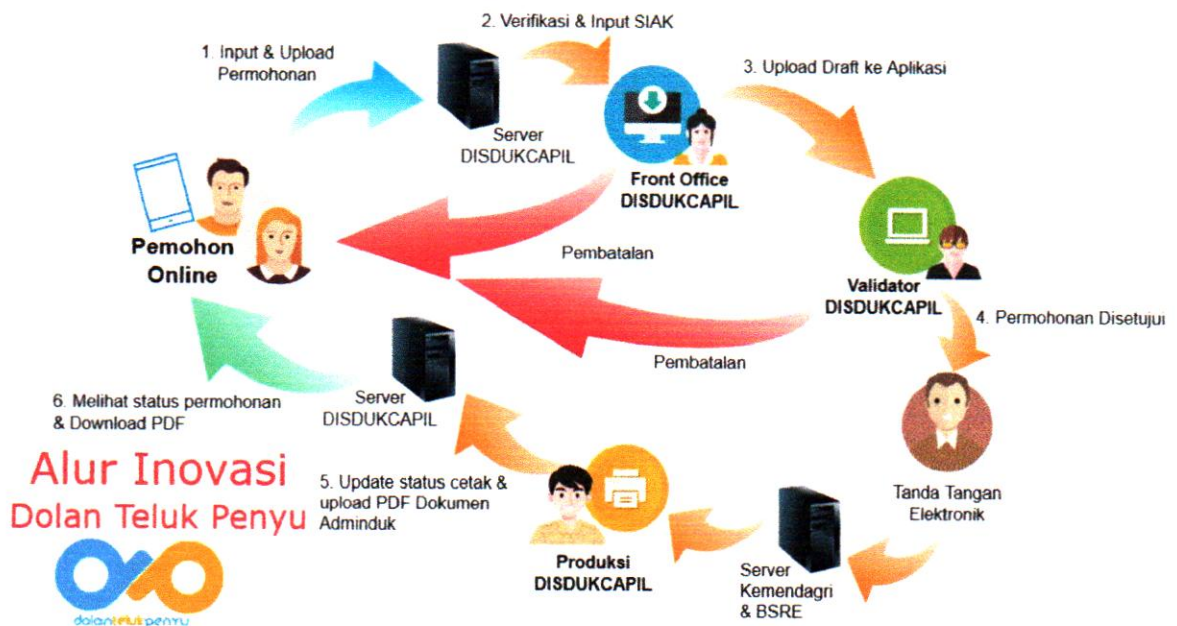 2. Verifikasi & Input SIAK
1. Input & Upload
Permohonan
3. Upload Draft ke Aplikasi
Server
DISDUKCAPIL
Front Office
DISDUKCAPIL
Pemohon
Online
Pembatalan
Validator
DISDUKCAPIL
4. Permohonan Disetujui
Pembatalan
6. Melihat status permohonan
& Download PDF
Server
DISDUKCAPIL
Alur Inovasi
Dolan Teluk Penyu
5. Update status cetak &
upload PDF Dokumen
Adminduk
Tanda Tangan
Elektronik
Produksi
DISDUKCAPIL
Server
Kemendagri
& BSRE
dolantelukpenyu